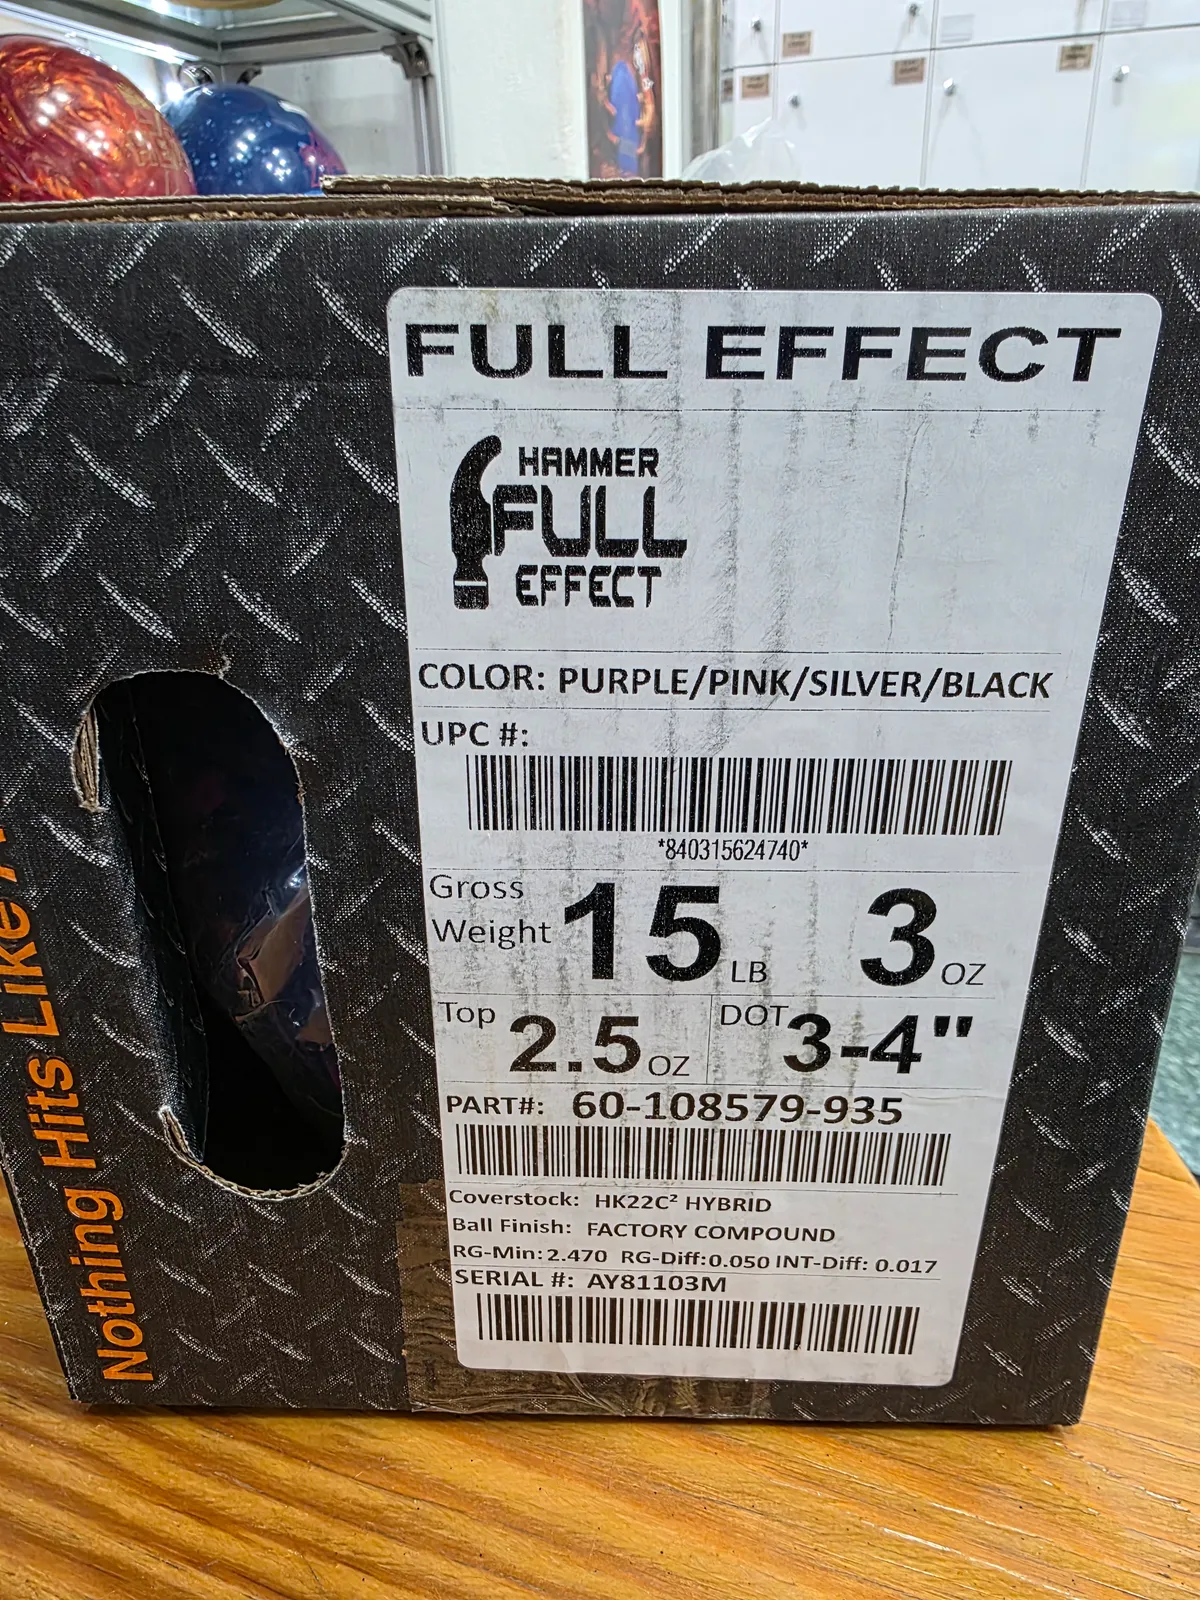 FULL EFFECT
HAMMER
FULL
EFFECT
COLOR: PURPLE/PINK/SILVER/BLACK
UPC #:
*840315624740*
Gross Weight 15 LB 3 OZ
Top 2.5 OZ DOT 3-4"
PART#: 60-108579-935
Coverstock: HK22C² HYBRID
Ball Finish: FACTORY COMPOUND
RG-Min: 2.470 RG-Diff: 0.050 INT-Diff: 0.017
SERIAL #: AY81103M
Nothing Hits Like A